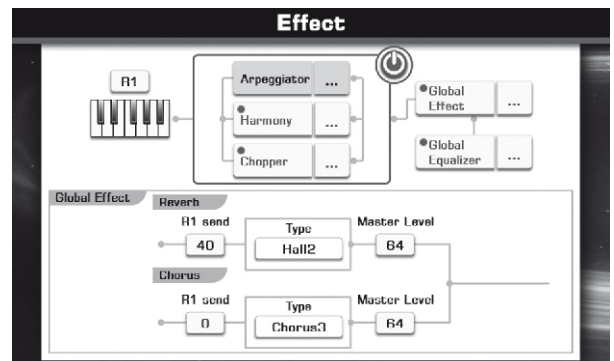 Effect
R1
Arpeggiator ...
Harmony ...
Chopper ...
Global
Effect ...
Global
Equalizer ...
Global Effect
Reverb
R1 send
40
Type
Hall2
Master Level
64
Chorus
R1 send
0
Type
Chorus3
Master Level
64